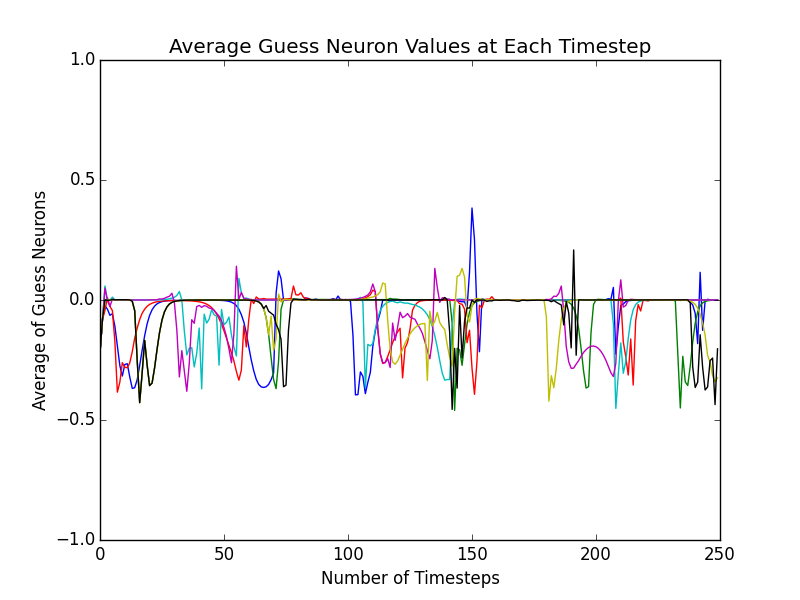 Average Guess Neuron Values at Each Timestep
1.0
0.5
0.0
−0.5
−1.0
Average of Guess Neurons
0 50 100 150 200 250
Number of Timesteps